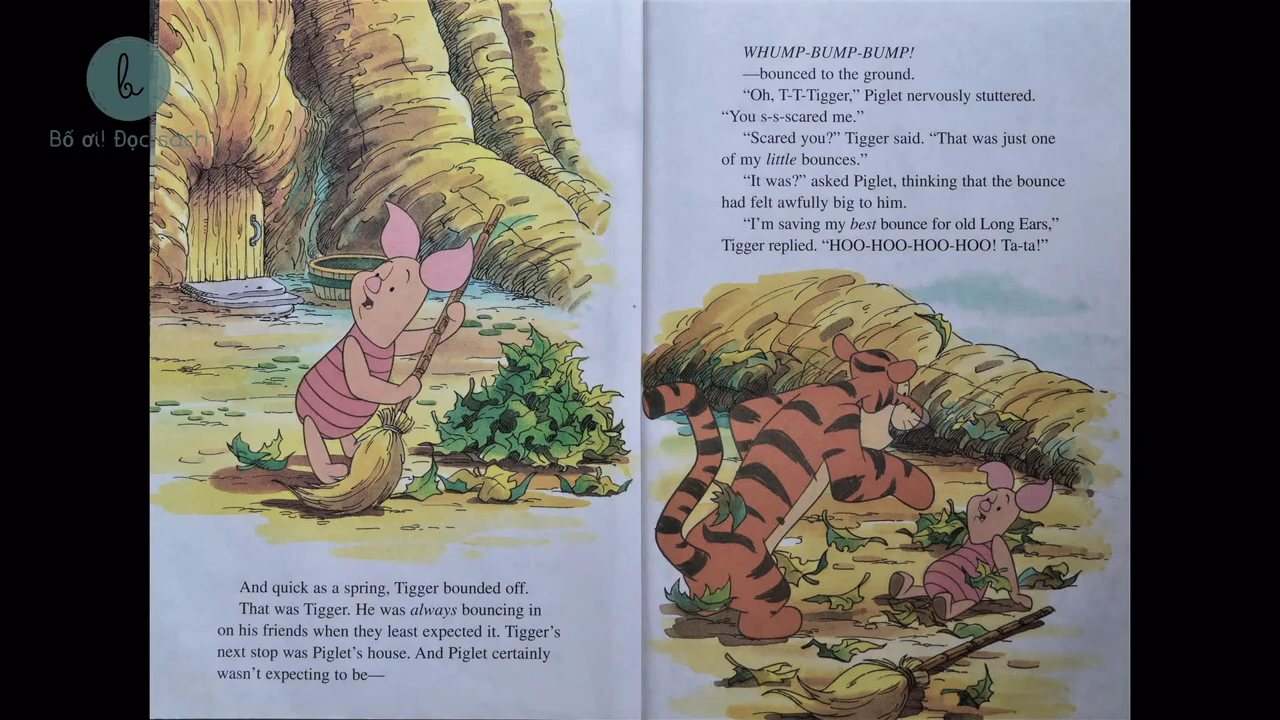 b
Bố ơi! Đọc sách
And quick as a spring, Tigger bounded off.
That was Tigger. He was always bouncing in
on his friends when they least expected it. Tigger’s
next stop was Piglet’s house. And Piglet certainly
wasn’t expecting to be—
WHUMP-BUMP-BUMP!
—bounced to the ground.
“Oh, T-T-Tigger,” Piglet nervously stuttered.
“You s-s-scared me.”
“Scared you?” Tigger said. “That was just one
of my little bounces.”
“It was?” asked Piglet, thinking that the bounce
had felt awfully big to him.
“I’m saving my best bounce for old Long Ears,”
Tigger replied. “HOO-HOO-HOO-HOO! Ta-ta!”